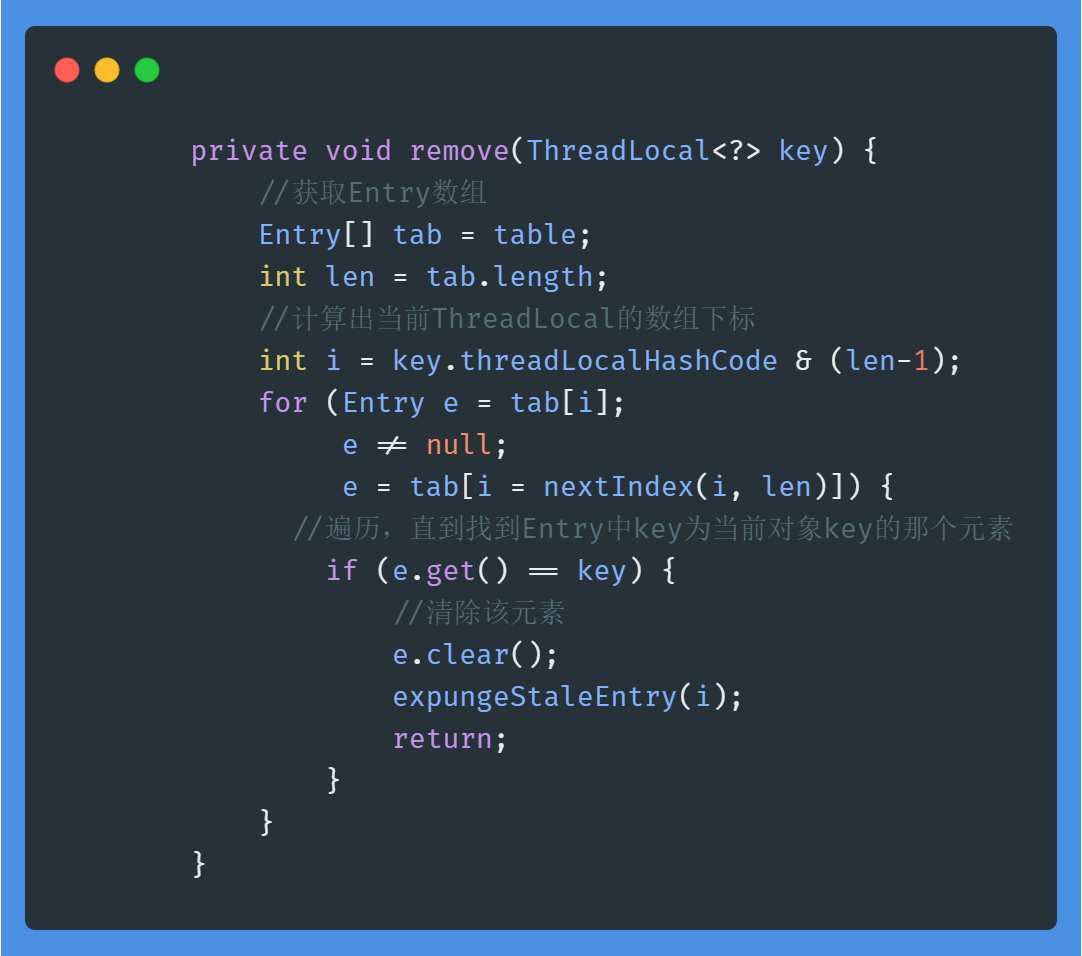 private void remove(ThreadLocal<?> key) {
//获取Entry数组
Entry[] tab = table;
int len = tab.length;
//计算出当前ThreadLocal的数组下标
int i = key.threadLocalHashCode & (len-1);
for (Entry e = tab[i];
e != null;
e = tab[i = nextIndex(i, len)]) {
//遍历，直到找到Entry中key为当前对象key的那个元素
if (e.get() == key) {
//清除该元素
e.clear();
expungeStaleEntry(i);
return;
}
}
}